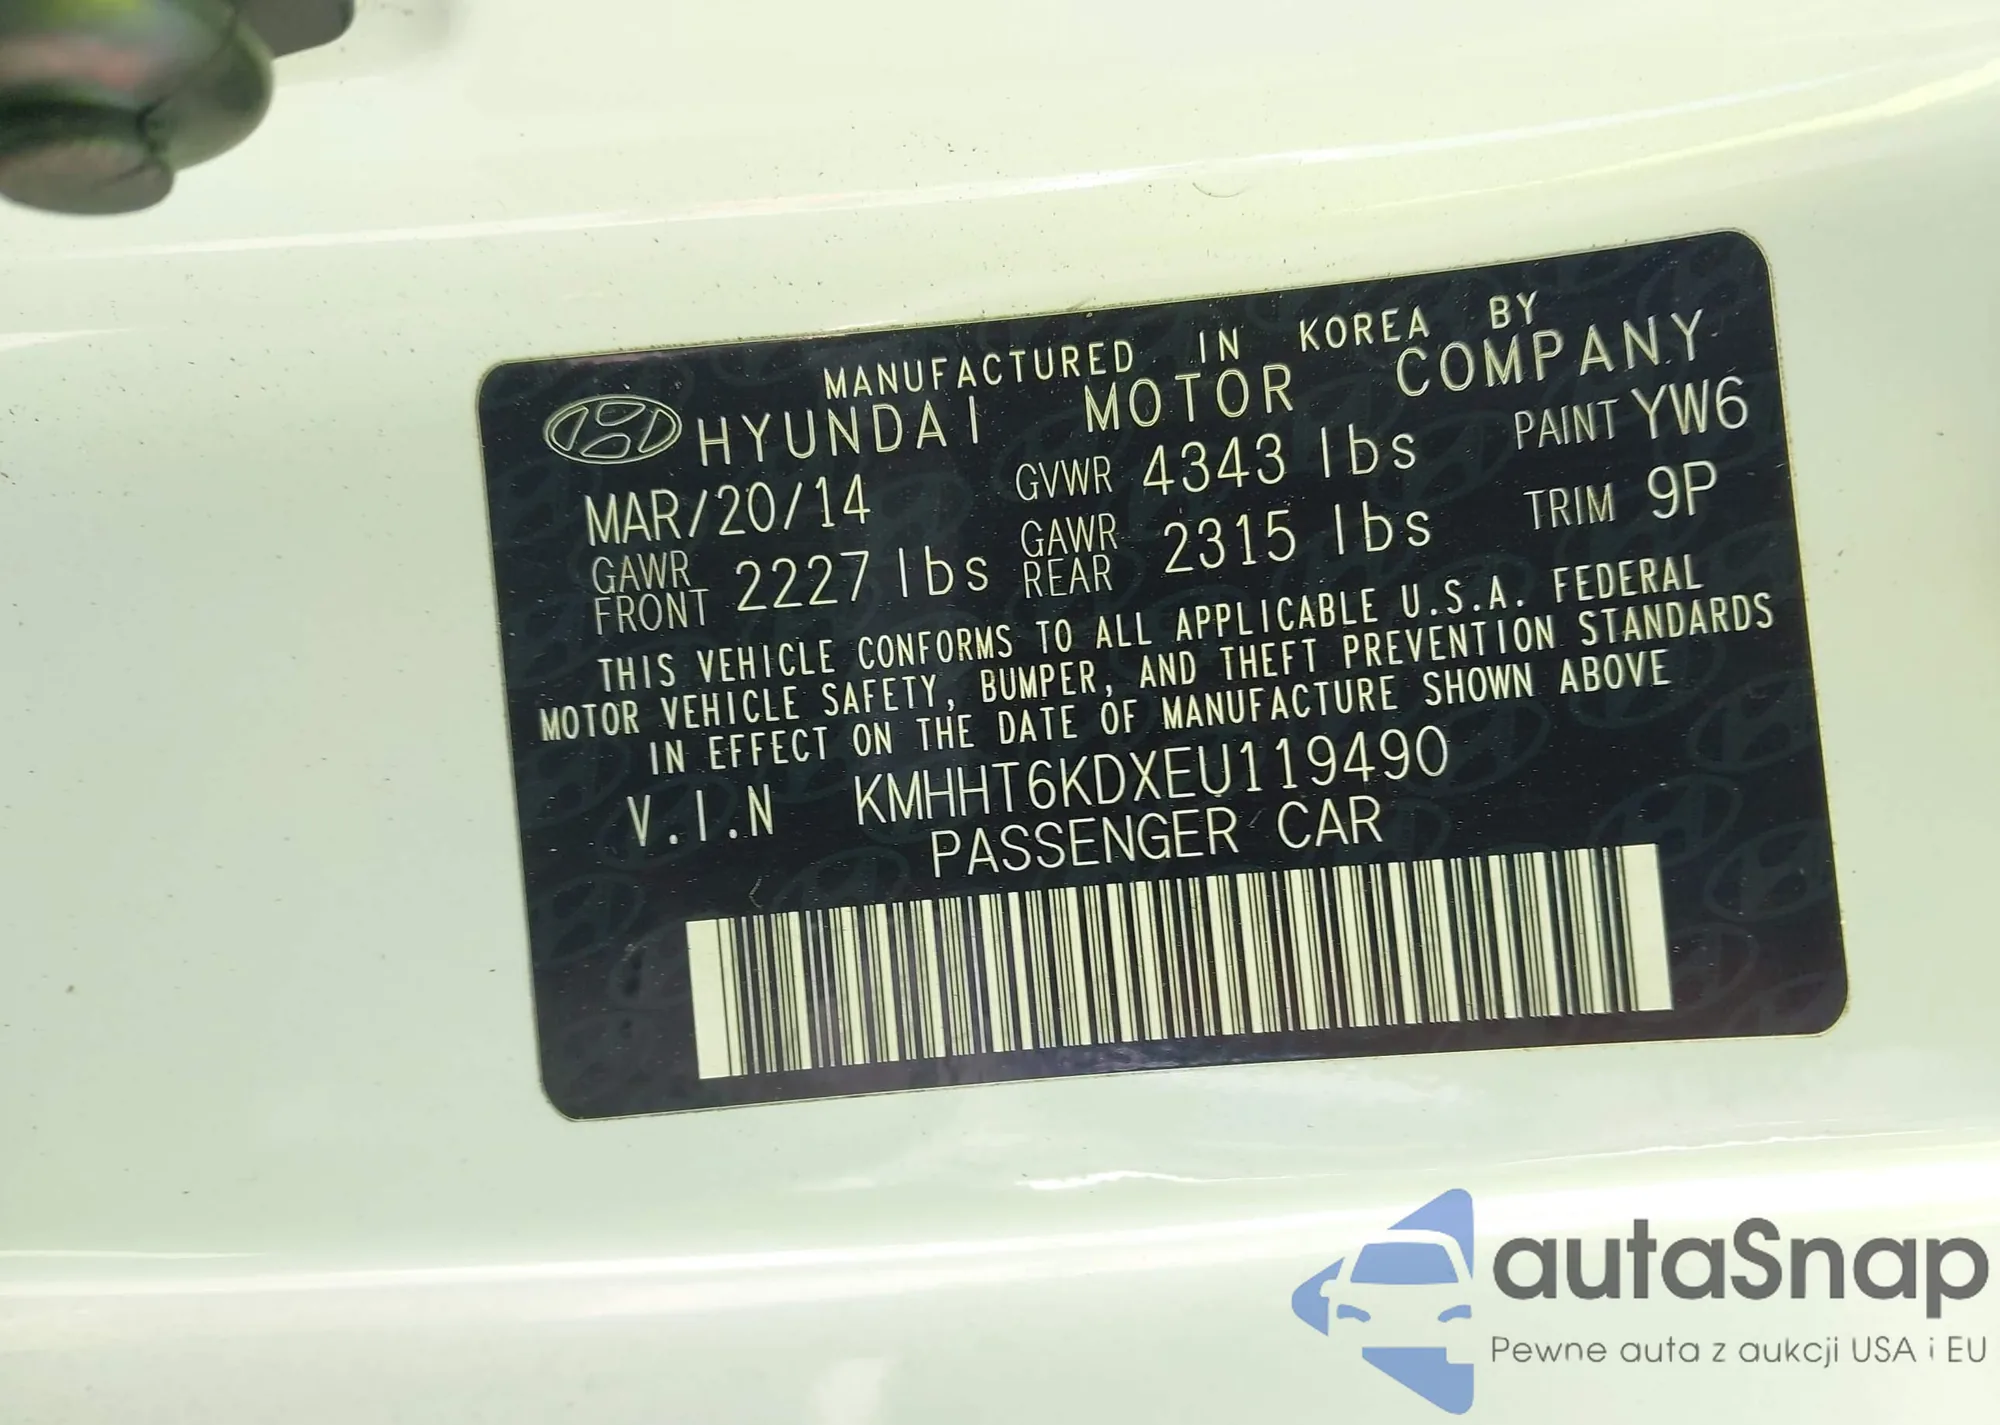 MANUFACTURED IN KOREA BY
HYUNDAI MOTOR COMPANY
MAR/20/14 GVWR 4343 lbs PAINT YW6
GAWR FRONT 2227 lbs GAWR REAR 2315 lbs TRIM 9P
THIS VEHICLE CONFORMS TO ALL APPLICABLE U.S.A. FEDERAL
MOTOR VEHICLE SAFETY, BUMPER, AND THEFT PREVENTION STANDARDS
IN EFFECT ON THE DATE OF MANUFACTURE SHOWN ABOVE
V.I.N KMHHT6KDXEU119490
PASSENGER CAR
autaSnap
Pewne auta z aukcji USA i EU